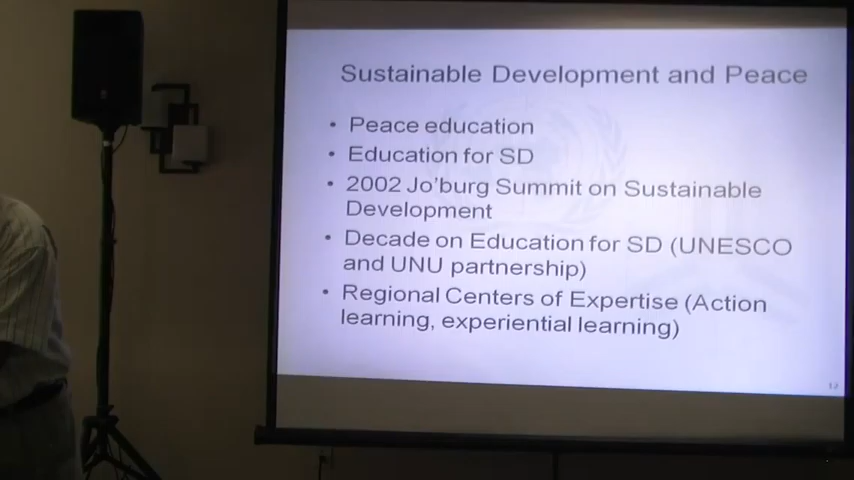 Sustainable Development and Peace
• Peace education
• Education for SD
• 2002 Jo'burg Summit on Sustainable
Development
• Decade on Education for SD (UNESCO
and UNU partnership)
• Regional Centers of Expertise (Action
learning, experiential learning)
12